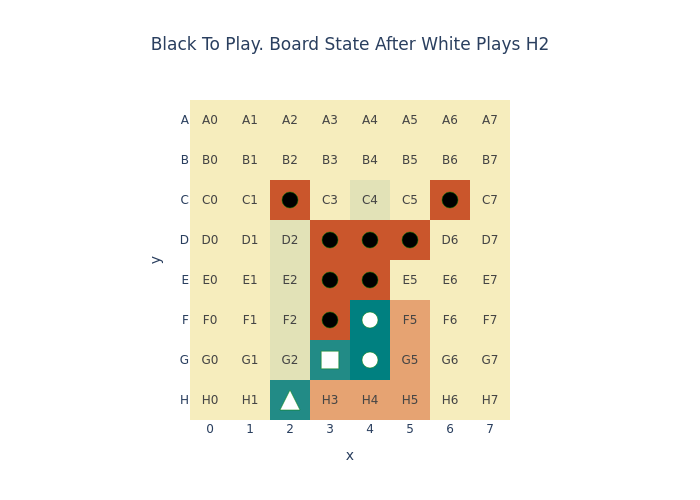 Black To Play. Board State After White Plays H2
A A0 A1 A2 A3 A4 A5 A6 A7
B B0 B1 B2 B3 B4 B5 B6 B7
C C0 C1 C3 C4 C5 C7
D D0 D1 D2 D6 D7
y
E E0 E1 E2 E5 E6 E7
F F0 F1 F2 F5 F6 F7
G G0 G1 G2 G5 G6 G7
H H0 H1 H3 H4 H5 H6 H7
0 1 2 3 4 5 6 7
x